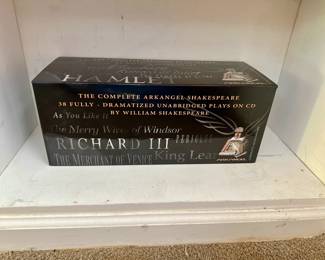 HAMLET
THE COMPLETE ARKANGEL SHAKESPEARE
38 FULLY - DRAMATIZED UNABRIDGED PLAYS ON CD
BY WILLIAM SHAKESPEARE
As You Like It
The Merry Wives of Windsor
RICHARD III
THE MERCHANT OF VENICE King Lear